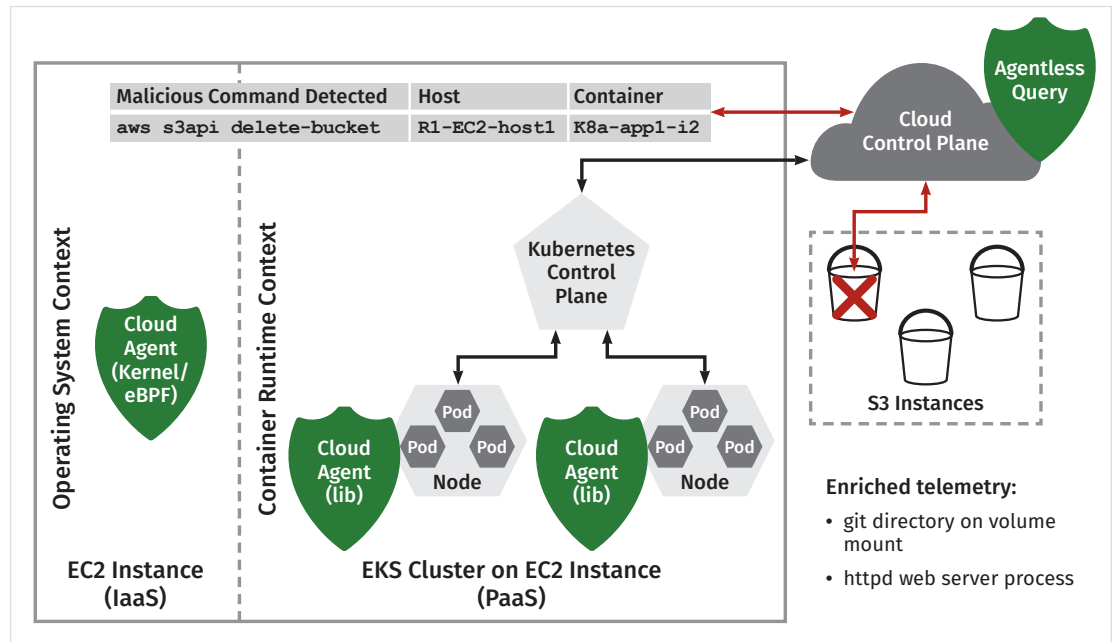 Malicious Command Detected Host Container
aws s3api delete-bucket R1-EC2-host1 K8a-app1-i2
Agentless
Query
Cloud
Control Plane
Operating System Context
Cloud
Agent
(Kernel/
eBPF)
EC2 Instance
(IaaS)
Container Runtime Context
Kubernetes
Control
Plane
Pod
Pod
Pod
Node
Cloud
Agent
(lib)
Pod
Pod
Pod
Node
Cloud
Agent
(lib)
EKS Cluster on EC2 Instance
(PaaS)
S3 Instances
Enriched telemetry:
• git directory on volume
mount
• httpd web server process